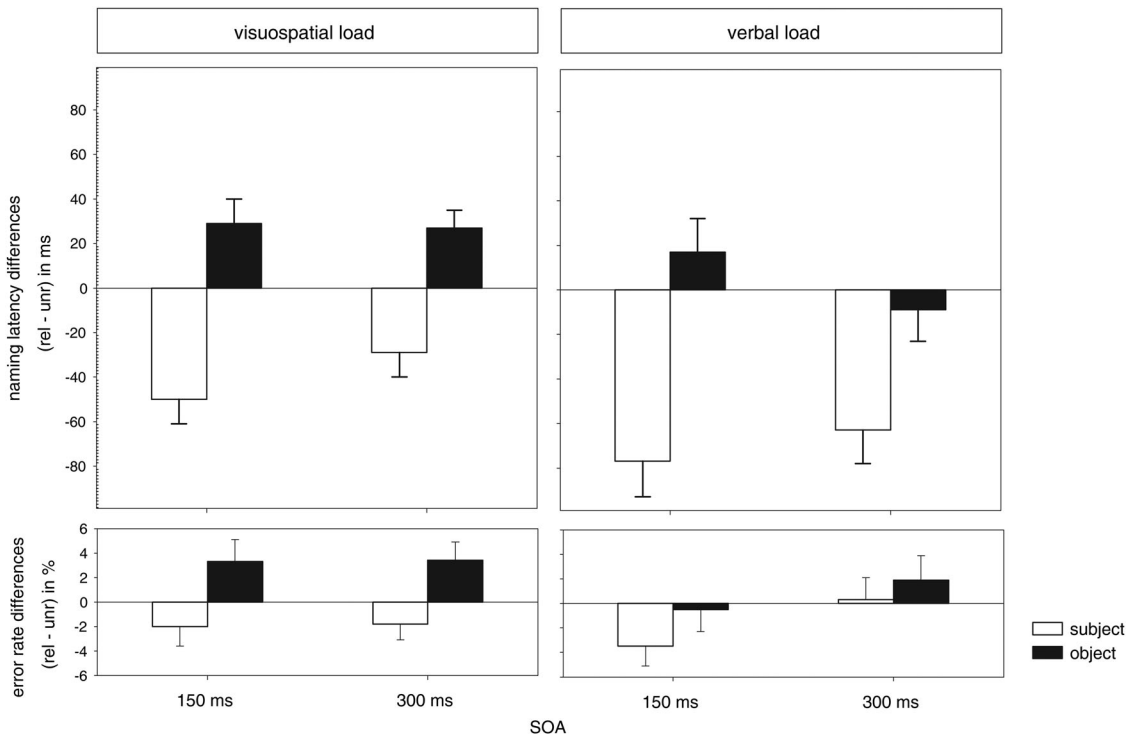 visuospatial load
verbal load
naming latency differences
(rel - unr) in ms
80
60
40
20
0
-20
-40
-60
-80
error rate differences
(rel - unr) in %
6
4
2
0
-2
-4
-6
150 ms
300 ms
150 ms
300 ms
SOA
subject
object